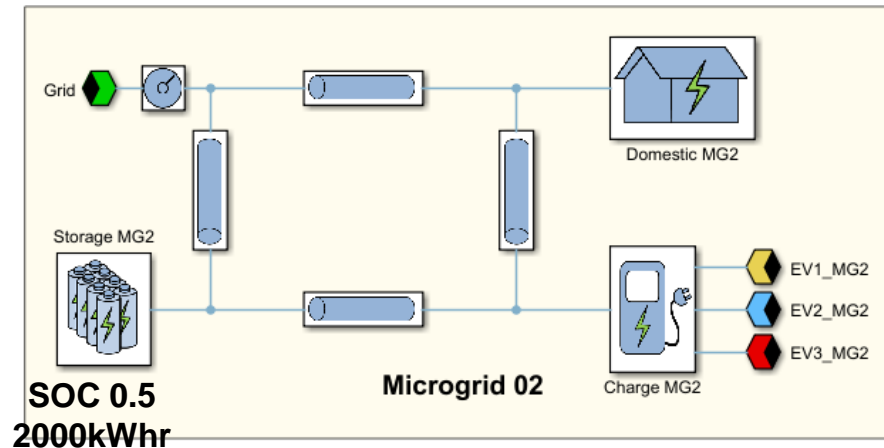 Grid
Domestic MG2
Storage MG2
EV1_MG2
EV2_MG2
EV3_MG2
Charge MG2
Microgrid 02
SOC 0.5
2000kWhr